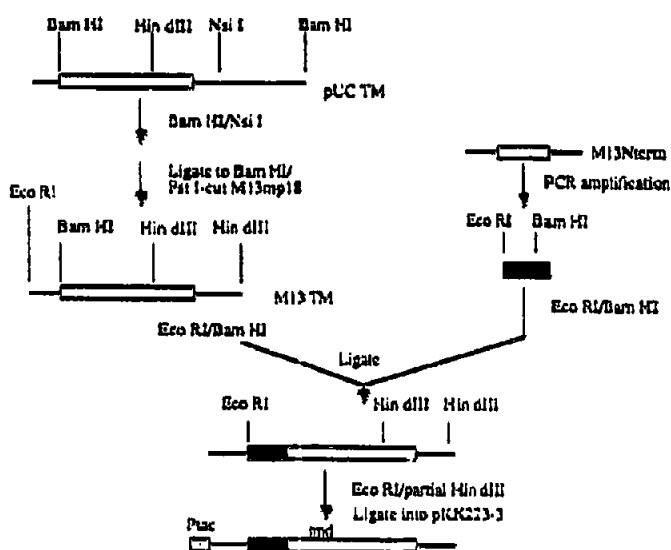 Bam HI Hin dIII Nsi I Bam HI
pUC TM
Bam HI/Nsi I
Ligate to Bam HI/
Pst I-cut M13mp18
M13Nterm
PCR amplification
Eco RI
Bam HI Hin dIII Hin dIII
Eco RI Bam HI
M13 TM
Eco RI/Bam HI
Eco RI/Bam HI
Ligate
Eco RI Hin dIII Hin dIII
Eco RI/partial Hin dIII
Ligate into pKK223-3
Ptac